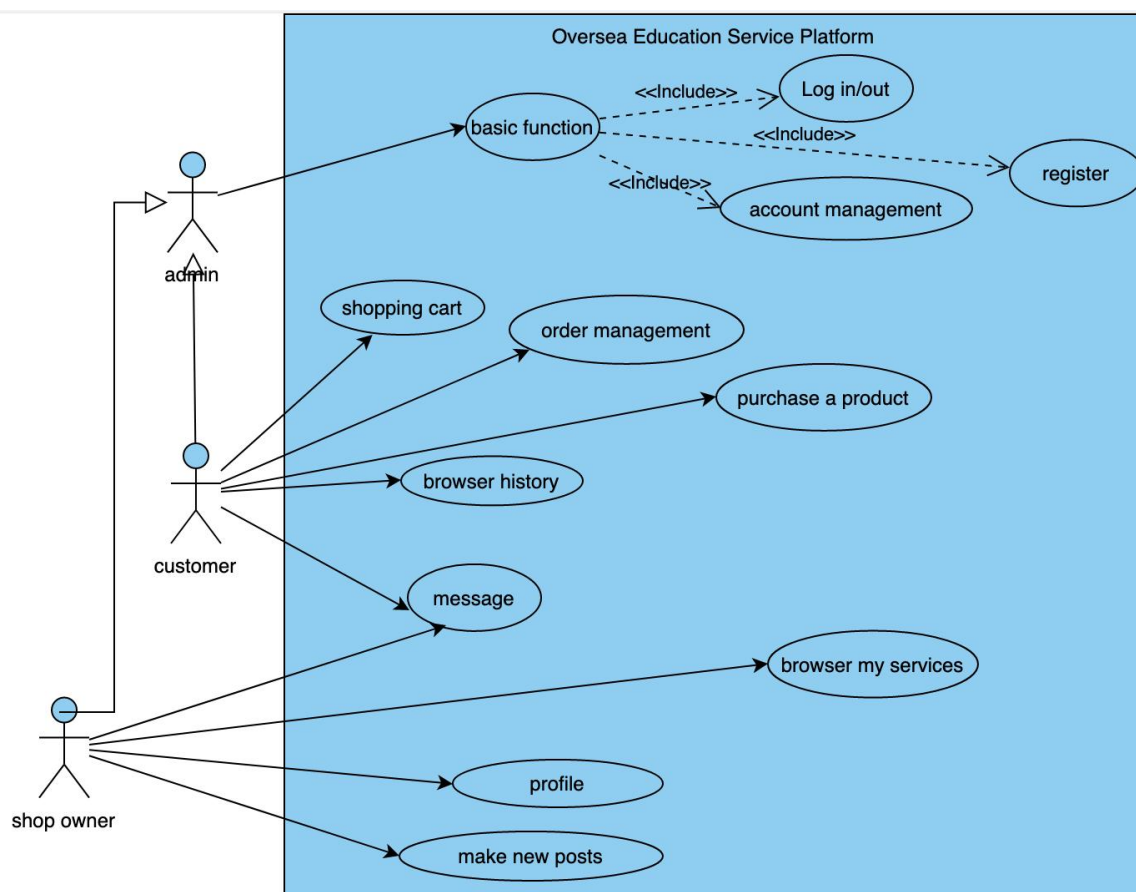 Oversea Education Service Platform
Log in/out
<<Include>>
basic function
<<Include>>
register
<<Include>>
account management
admin
shopping cart
order management
purchase a product
browser history
customer
message
browser my services
profile
shop owner
make new posts